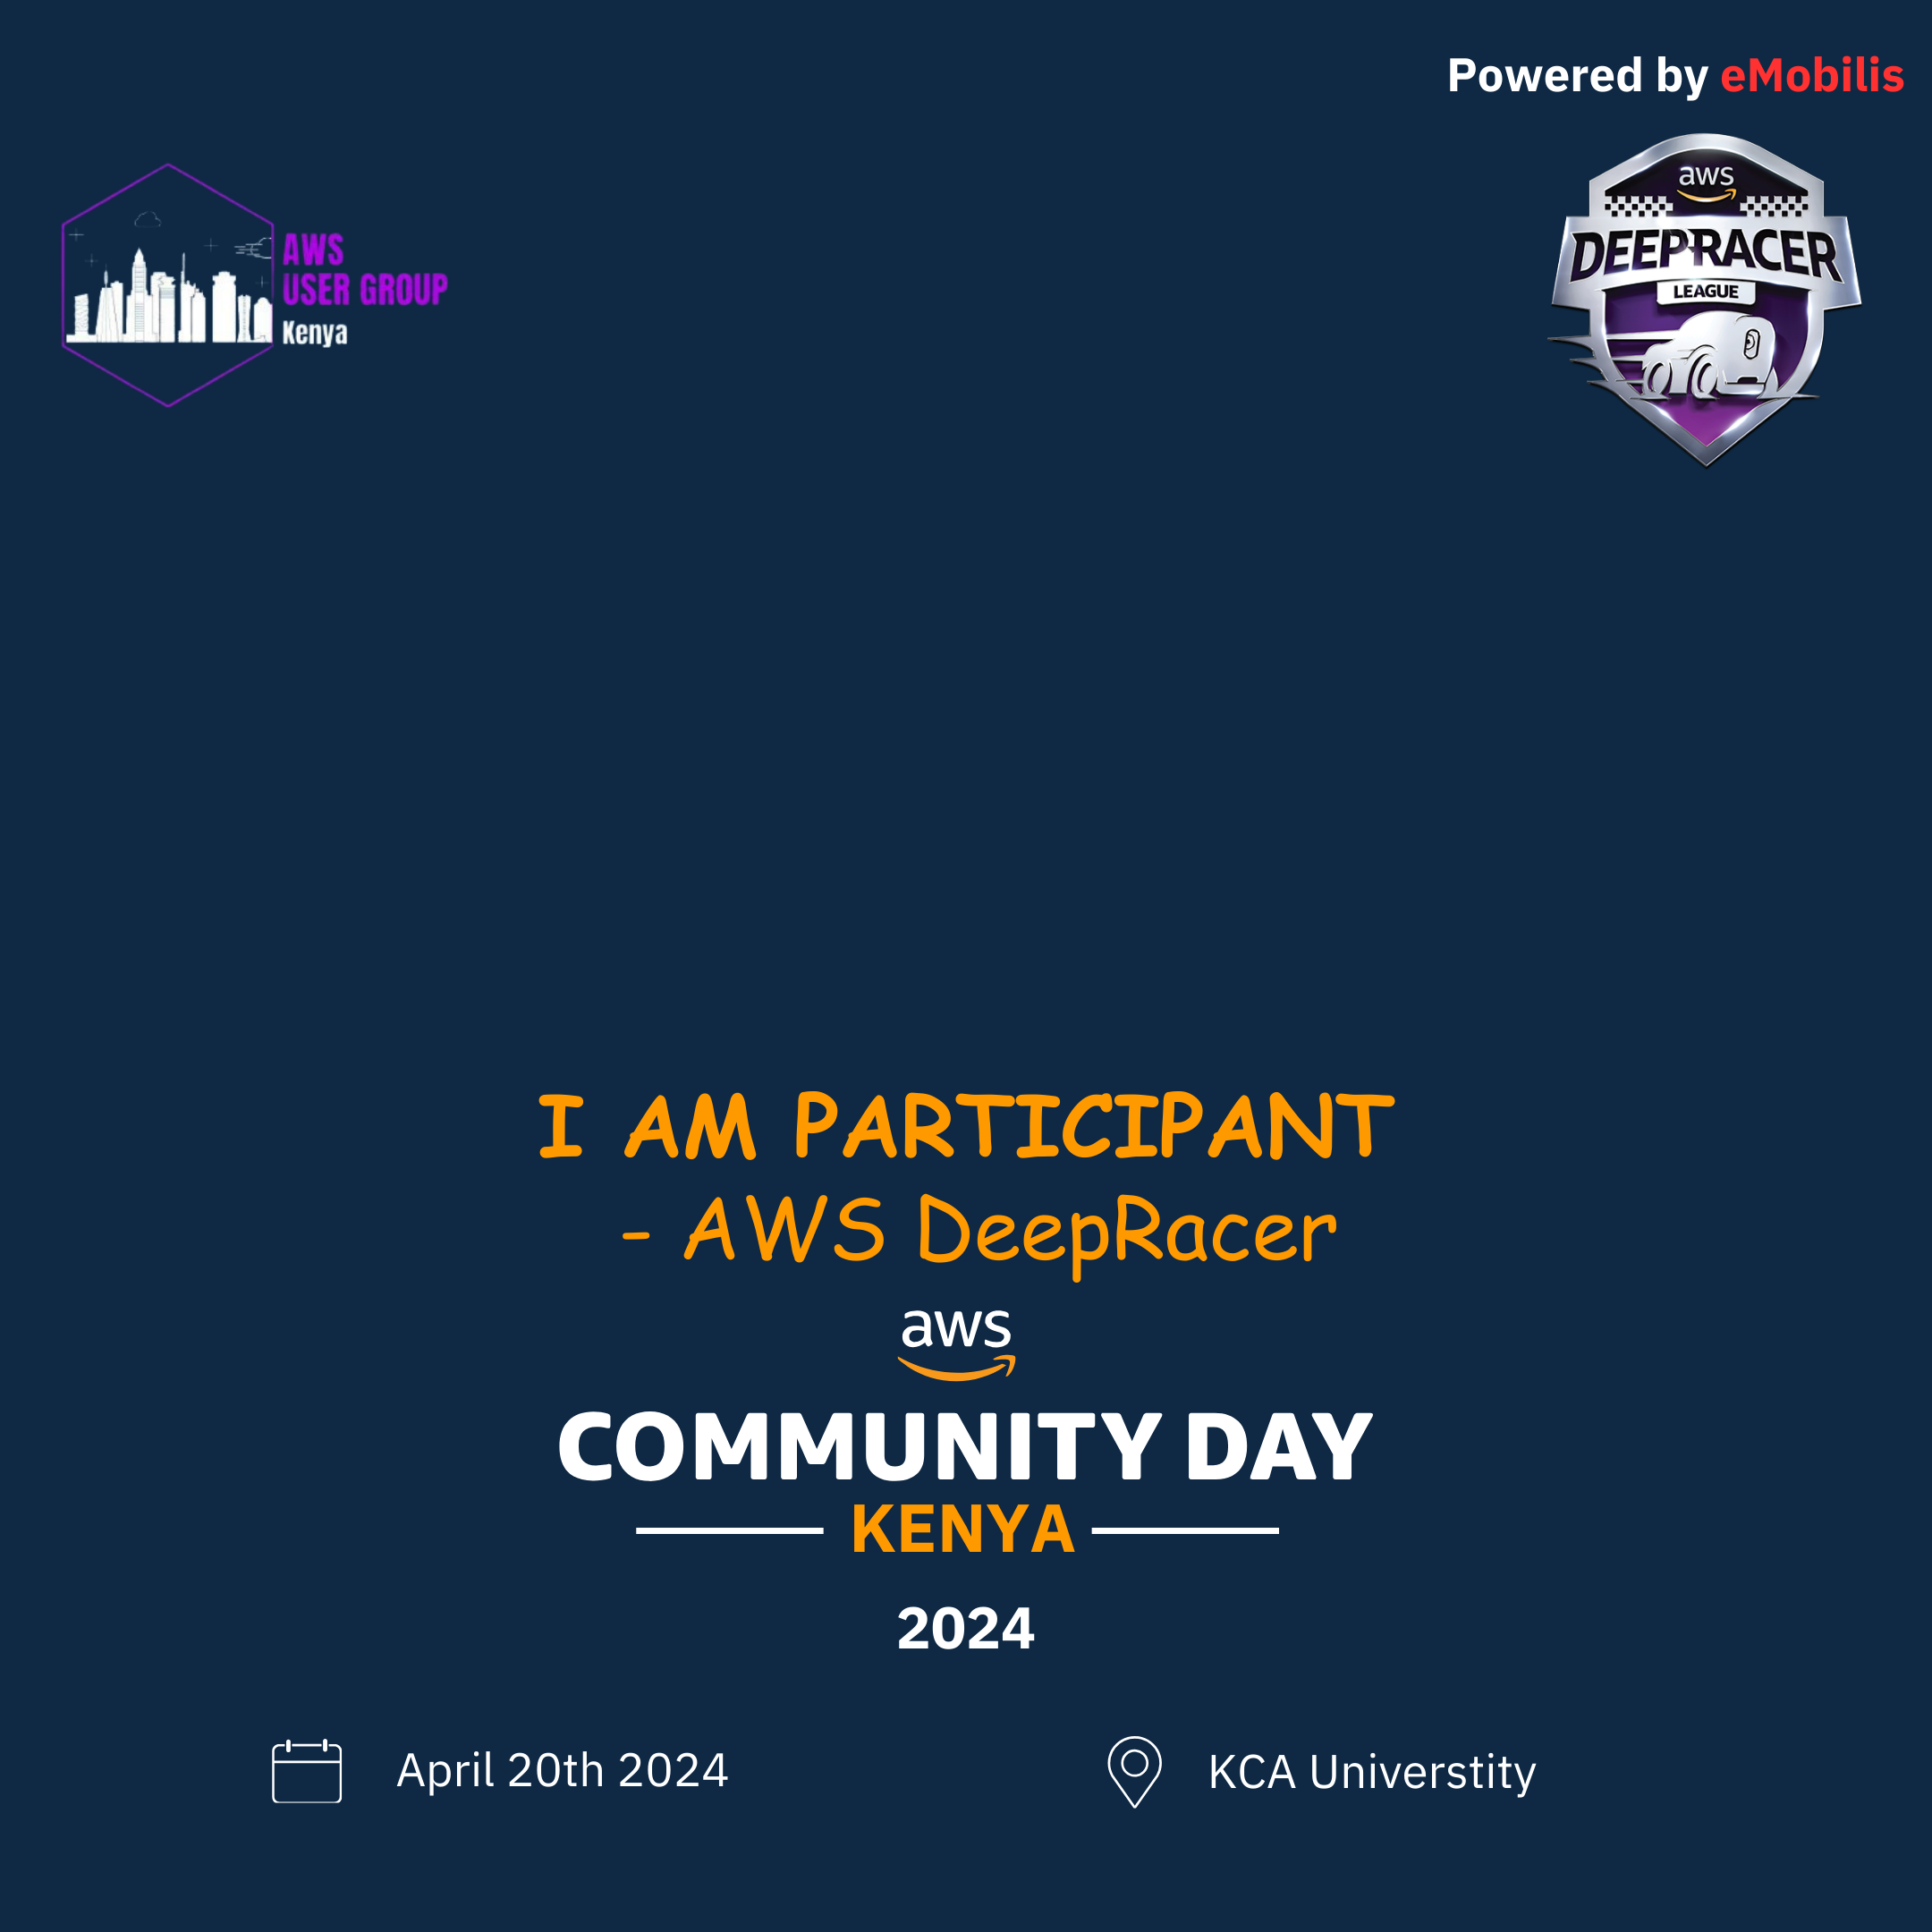 Powered by eMobilis
AWS
USER GROUP
Kenya
aws
DEEPRACER
LEAGUE
I AM PARTICIPANT
- AWS DeepRacer
aws
COMMUNITY DAY
KENYA
2024
April 20th 2024
KCA Universtity